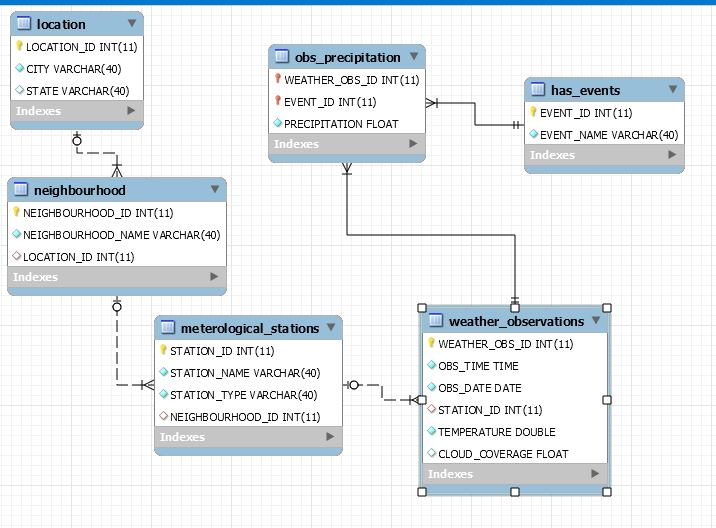 location
LOCATION_ID INT(11)
CITY VARCHAR(40)
STATE VARCHAR(40)
Indexes
obs_precipitation
WEATHER_OBS_ID INT(11)
EVENT_ID INT(11)
PRECIPITATION FLOAT
Indexes
has_events
EVENT_ID INT(11)
EVENT_NAME VARCHAR(40)
Indexes
neighbourhood
NEIGHBOURHOOD_ID INT(11)
NEIGHBOURHOOD_NAME VARCHAR(40)
LOCATION_ID INT(11)
Indexes
meterological_stations
STATION_ID INT(11)
STATION_NAME VARCHAR(40)
STATION_TYPE VARCHAR(40)
NEIGHBOURHOOD_ID INT(11)
Indexes
weather_observations
WEATHER_OBS_ID INT(11)
OBS_TIME TIME
OBS_DATE DATE
STATION_ID INT(11)
TEMPERATURE DOUBLE
CLOUD_COVERAGE FLOAT
Indexes